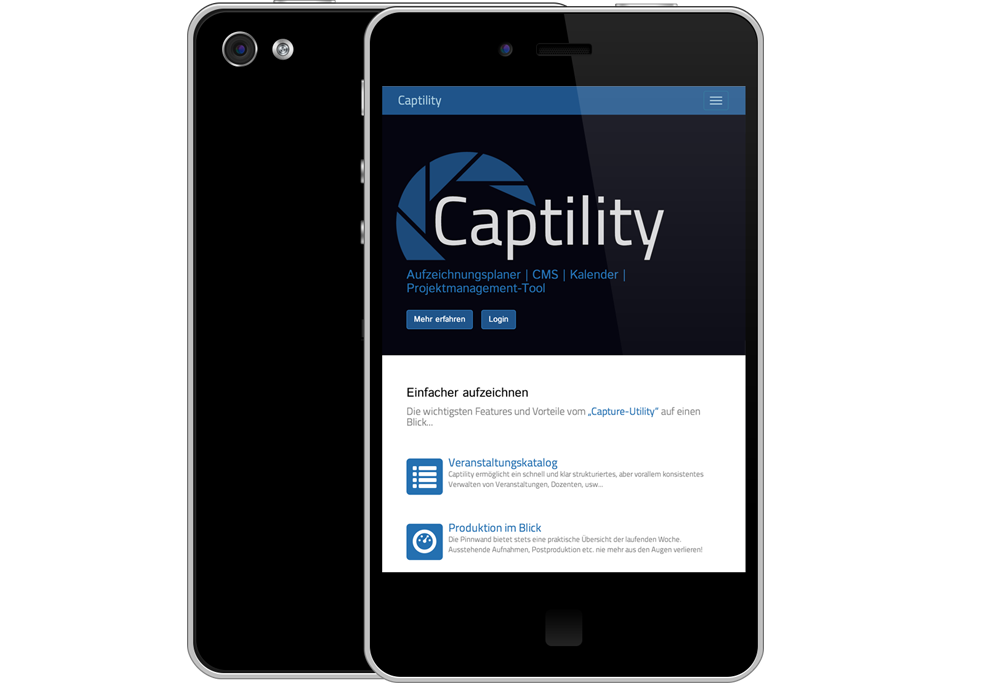 Captility
Captility
Aufzeichnungsplaner | CMS | Kalender |
Projektmanagement-Tool
Mehr erfahren
Login
Einfacher aufzeichnen
Die wichtigsten Features und Vorteile vom „Capture-Utility“ auf einen
Blick...
Veranstaltungskatalog
Captility ermöglicht ein schnell und klar strukturiertes, aber vorallem konsistentes
Verwalten von Veranstaltungen, Dozenten, usw...
Produktion im Blick
Die Pinnwand bietet stets eine praktische Übersicht der laufenden Woche.
Ausstehende Aufnahmen, Postproduktion etc. nie mehr aus den Augen verlieren!